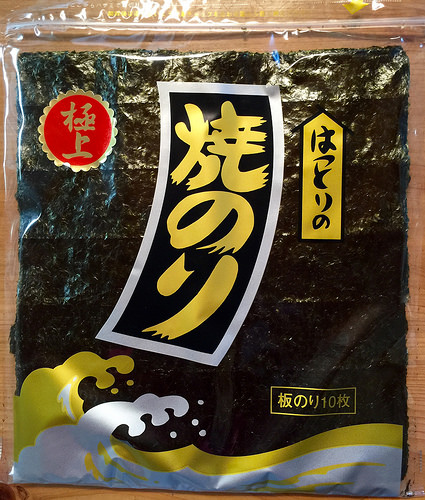 極上
焼のり
はっとりの
板のり10枚